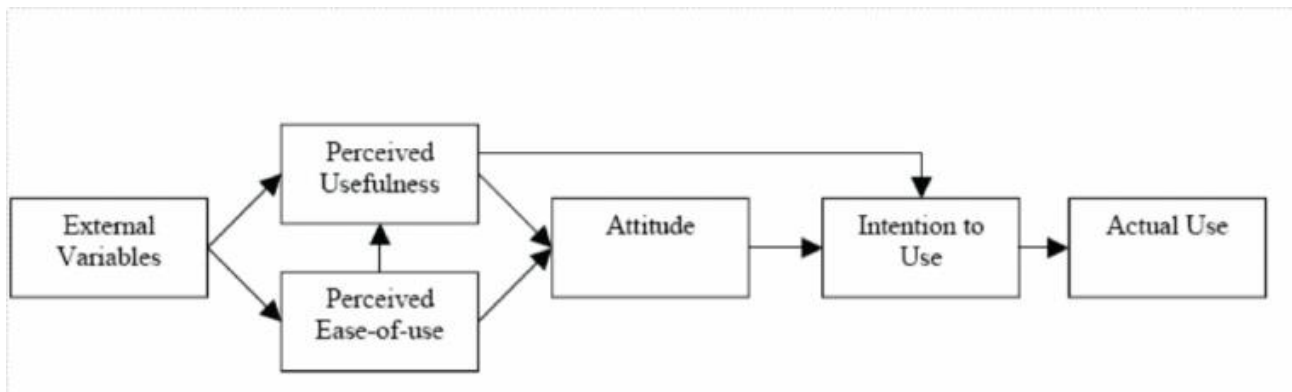 External
Variables
Perceived
Usefulness
Perceived
Ease-of-use
Attitude
Intention to
Use
Actual Use